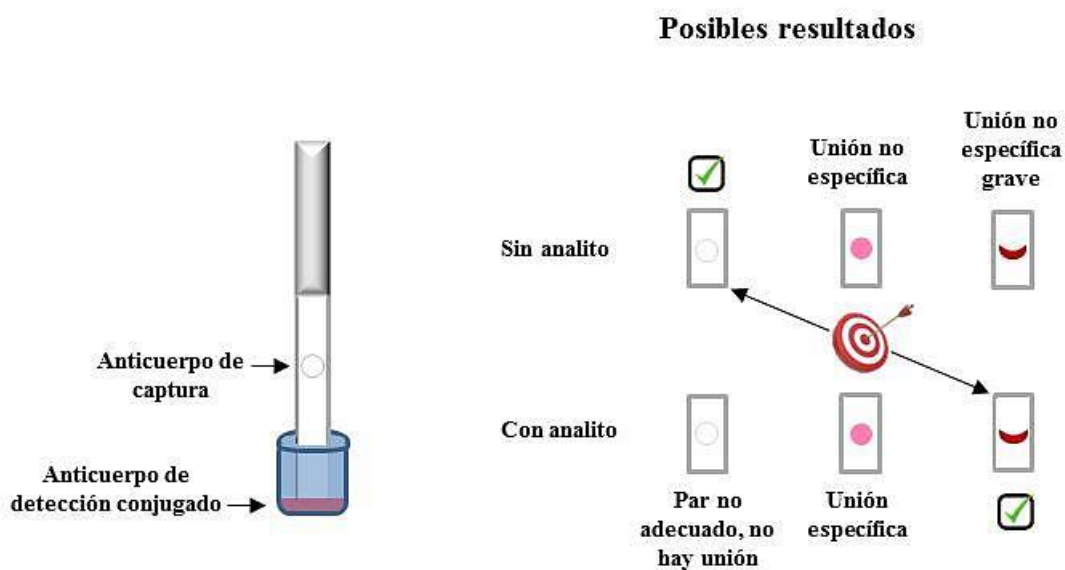 Posibles resultados
Anticuerpo de
captura
Anticuerpo de
detección conjugado
Unión no
específica
Unión no
específica
grave
Sin analito
Con analito
Par no
adecuado, no
hay unión
Unión
específica